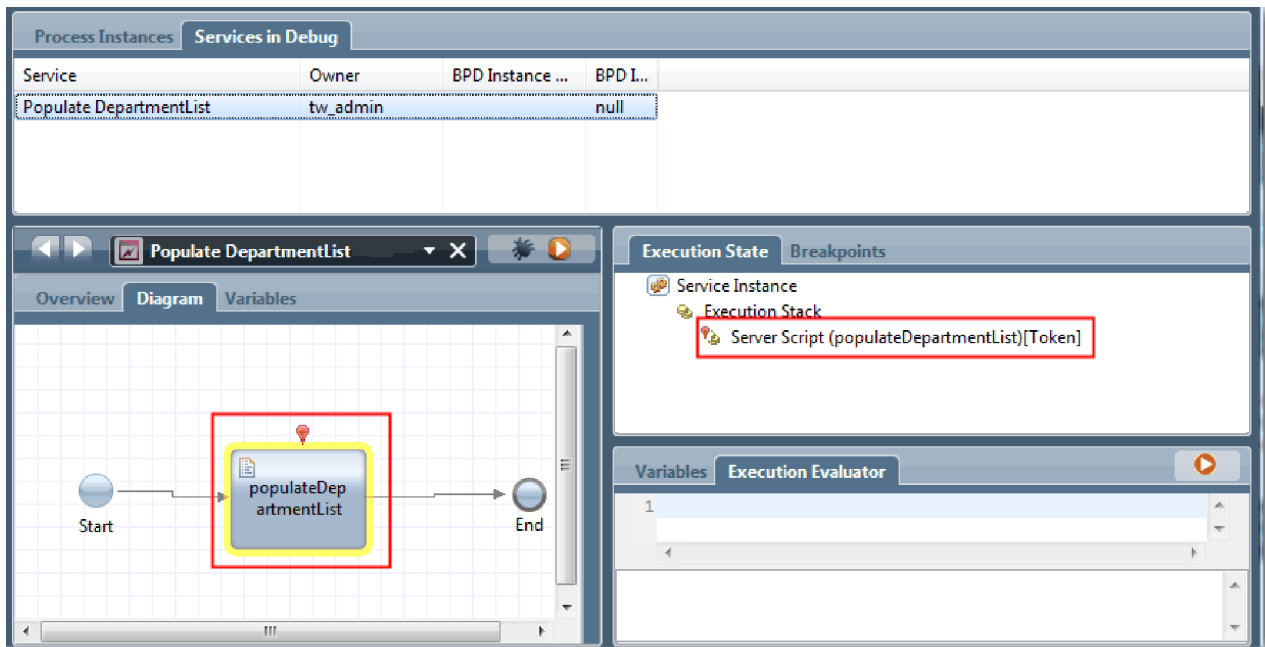 Process Instances Services in Debug
Service Owner BPD Instance ... BPD I...
Populate DepartmentList tw_admin null
Populate DepartmentList
Overview Diagram Variables
Start
populateDep
artmentList
End
Execution State Breakpoints
Service Instance
Execution Stack
Server Script (populateDepartmentList)[Token]
Variables Execution Evaluator
1